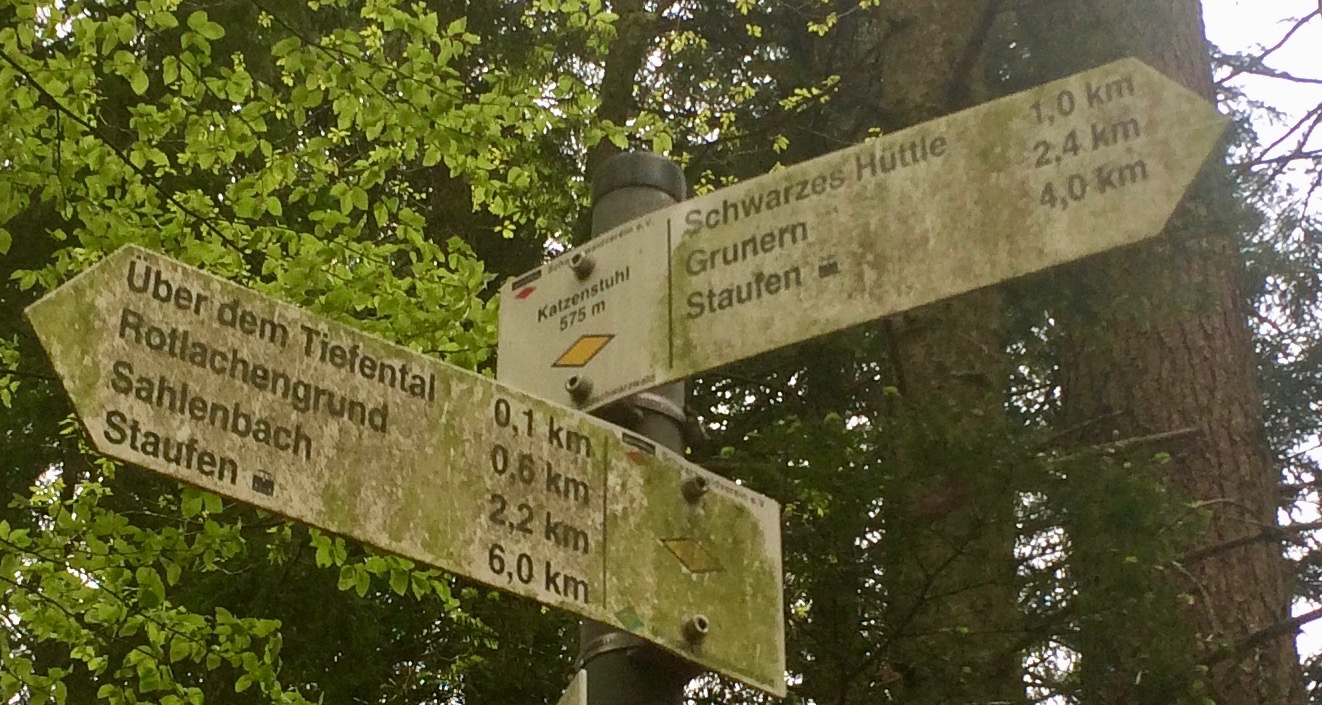 Schwarzes Hüttle 1,0 km
Grunern 2,4 km
Staufen 4,0 km
Katzenstuhl
575 m
Über dem Tiefental 0,1 km
Rotlachengrund 0,6 km
Sahlenbach 2,2 km
Staufen 6,0 km